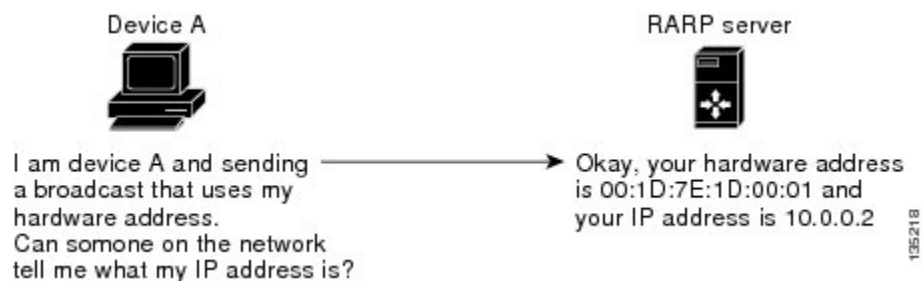 Device A
RARP server
I am device A and sending
a broadcast that uses my
hardware address.
Can somone on the network
tell me what my IP address is?
Okay, your hardware address
is 00:1D:7E:1D:00:01 and
your IP address is 10.0.0.2
135218